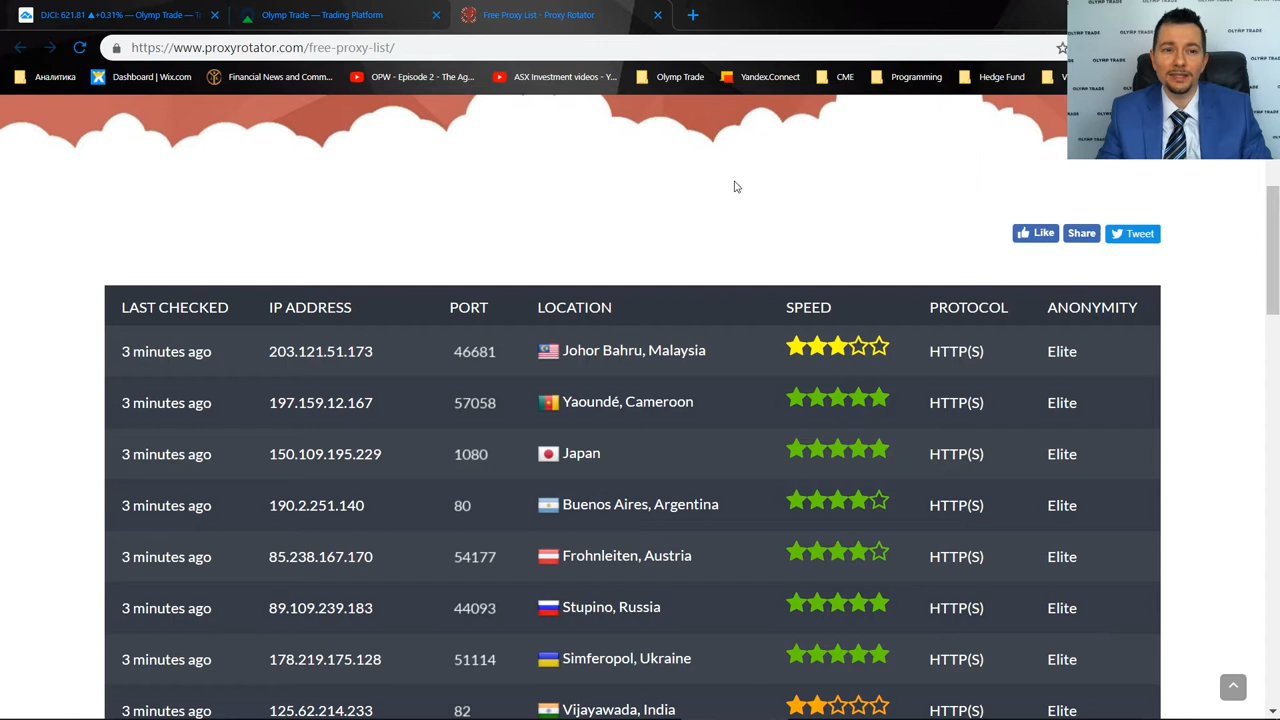 DJCI: 621.81 ▲+0.31% — Olymp Trade —
Olymp Trade — Trading Platform
Free Proxy List - Proxy Rotator
https://www.proxyrotator.com/free-proxy-list/
Аналитика
Dashboard | Wix.com
Financial News and Comm...
OPW - Ep. 2 - The Ag...
ASX Investment Videos - Y...
Olymp Trade
Yandex.Connect
CME
Programming
Hedge Fund
OLYMP TRADE
Like Share Tweet
LAST CHECKED IP ADDRESS PORT LOCATION SPEED PROTOCOL ANONYMITY
3 minutes ago 203.121.51.173 46681 Johor Bahru, Malaysia HTTP(S) Elite
3 minutes ago 197.159.12.167 57058 Yaoundé, Cameroon HTTP(S) Elite
3 minutes ago 150.109.195.229 1080 Japan HTTP(S) Elite
3 minutes ago 190.2.251.140 80 Buenos Aires, Argentina HTTP(S) Elite
3 minutes ago 85.238.167.170 54177 Frohnleiten, Austria HTTP(S) Elite
3 minutes ago 89.109.239.183 44093 Stupino, Russia HTTP(S) Elite
3 minutes ago 178.219.175.128 51114 Simferopol, Ukraine HTTP(S) Elite
3 minutes ago 125.62.214.233 82 Vijayawada, India HTTP(S) Elite